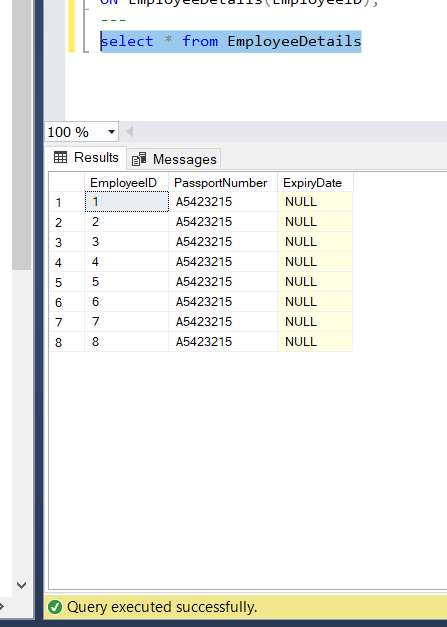 ON EmployeeDetails(EmployeeID);
---
select * from EmployeeDetails
100 %
Results Messages
EmployeeID PassportNumber ExpiryDate
1 1 A5423215 NULL
2 2 A5423215 NULL
3 3 A5423215 NULL
4 4 A5423215 NULL
5 5 A5423215 NULL
6 6 A5423215 NULL
7 7 A5423215 NULL
8 8 A5423215 NULL
Query executed successfully.